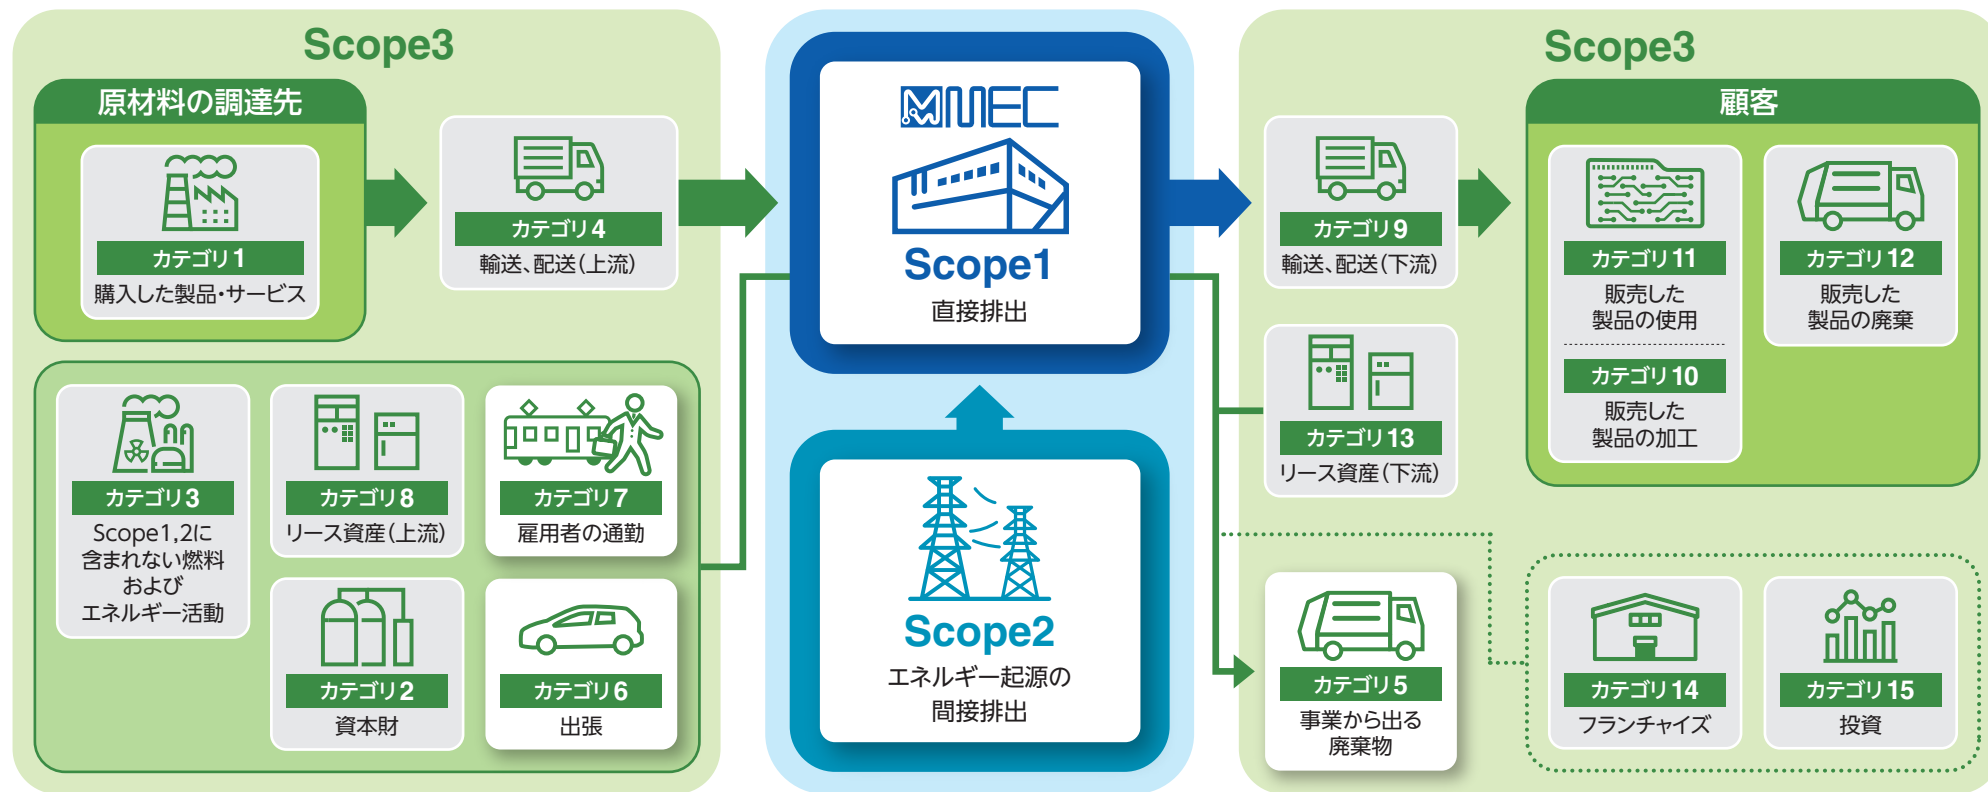 Scope3
原材料の調達先
カテゴリ1
購入した製品・サービス
カテゴリ4
輸送、配送(上流)
カテゴリ3
Scope1,2に
含まれない燃料
および
エネルギー活動
カテゴリ8
リース資産(上流)
カテゴリ7
雇用者の通勤
カテゴリ2
資本財
カテゴリ6
出張
MEC
Scope1
直接排出
Scope2
エネルギー起源の
間接排出
Scope3
カテゴリ9
輸送、配送(下流)
顧客
カテゴリ11
販売した
製品の使用
カテゴリ10
販売した
製品の加工
カテゴリ12
販売した
製品の廃棄
カテゴリ13
リース資産(下流)
カテゴリ5
事業から出る
廃棄物
カテゴリ14
フランチャイズ
カテゴリ15
投資